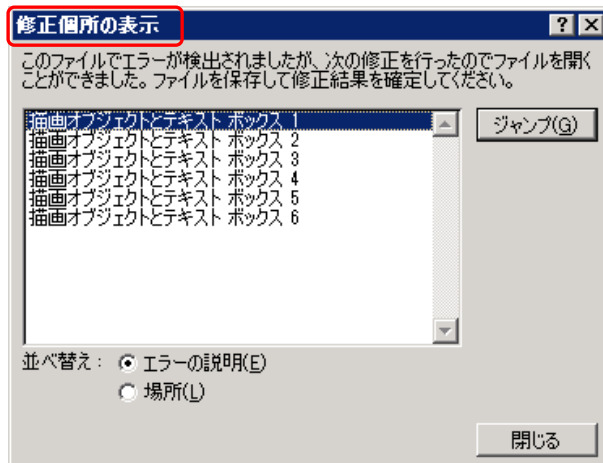 修正個所の表示
このファイルでエラーが検出されましたが、次の修正を行ったのでファイルを開く
ことができました。ファイルを保存して修正結果を確定してください。
描画オブジェクトとテキスト ボックス 1
描画オブジェクトとテキスト ボックス 2
描画オブジェクトとテキスト ボックス 3
描画オブジェクトとテキスト ボックス 4
描画オブジェクトとテキスト ボックス 5
描画オブジェクトとテキスト ボックス 6
ジャンプ(G)
並べ替え： エラーの説明(E)
場所(L)
閉じる